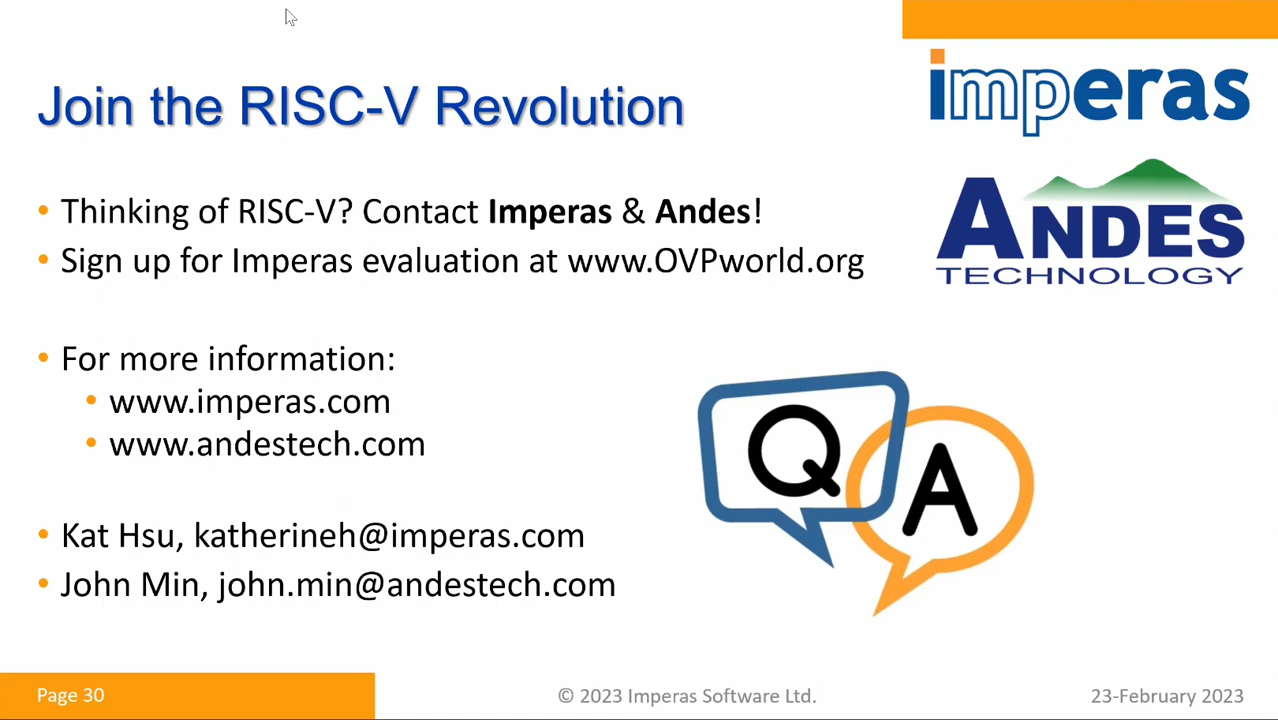 imperas
Join the RISC-V Revolution
ANDES
TECHNOLOGY
• Thinking of RISC-V? Contact Imperas & Andes!
• Sign up for Imperas evaluation at www.OVPworld.org
• For more information:
• www.imperas.com
• www.andestech.com
Q A
• Kat Hsu, katherineh@imperas.com
• John Min, john.min@andestech.com
Page 30
© 2023 Imperas Software Ltd.
23-February 2023